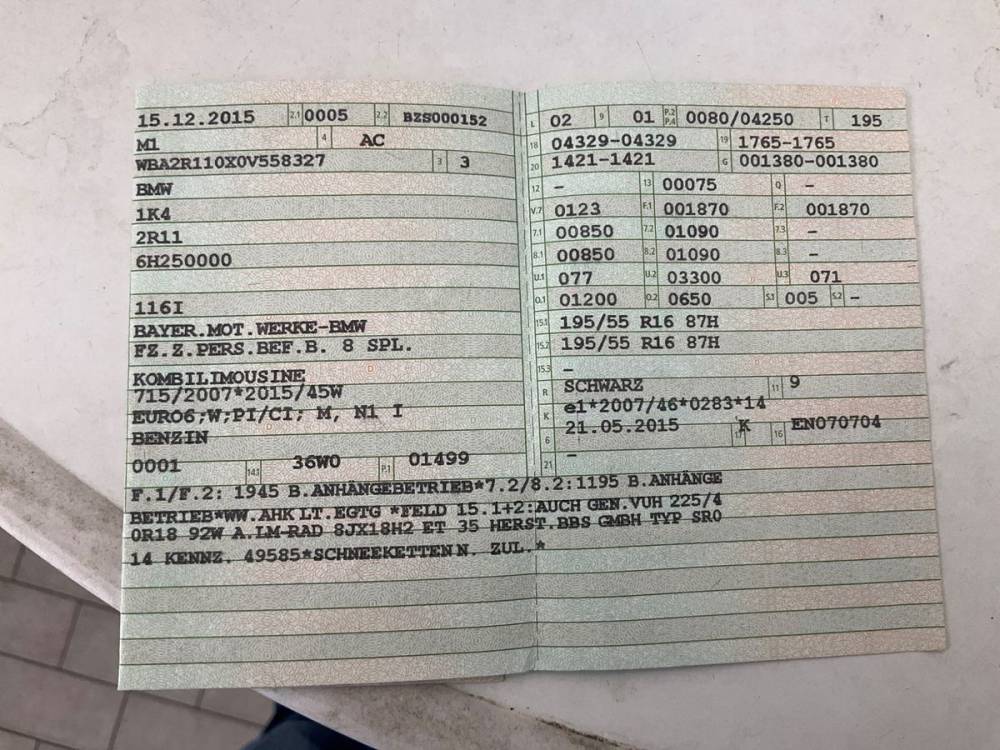 15.12.2015 2.1 0005 2.2 BZS000152
M1 4 AC
WBA2R110X0V558327 3 3
BMW
1K4
2R11
6H250000
116I
BAYER.MOT.WERKE-BMW
FZ.Z.PERS.BEF.B. 8 SPL.
KOMBILIMOUSINE
715/2007*2015/45W
EURO6;W;PI/CI; M, N1 I
BENZIN
0001 14.1 36W0 P.1 01499
L 02 9 01 P.2 P.4 0080/04250 T 195
18 04329-04329 19 1765-1765
20 1421-1421 G 001380-001380
12 - 13 00075 Q -
V.7 0123 F.1 001870 F.2 001870
7.1 00850 7.2 01090 7.3 -
8.1 00850 8.2 01090 8.3 -
U.1 077 U.2 03300 U.3 071
O.1 01200 O.2 0650 S.1 005 S.2 -
15.1 195/55 R16 87H
15.2 195/55 R16 87H
15.3 -
R SCHWARZ 11 9
K e1*2007/46*0283*14
6 21.05.2015 17 K 16 EN070704
21 -
F.1/F.2: 1945 B.ANHÄNGEBETRIEB*7.2/8.2:1195 B.ANHÄNGE
BETRIEB*WW.AHK LT.EGTG *FELD 15.1+2:AUCH GEN.VUH 225/4
0R18 92W A.LM-RAD 8JX18H2 ET 35 HERST.BBS GMBH TYP SR0
14 KENNZ. 49585*SCHNEEKETTEN N. ZUL.*